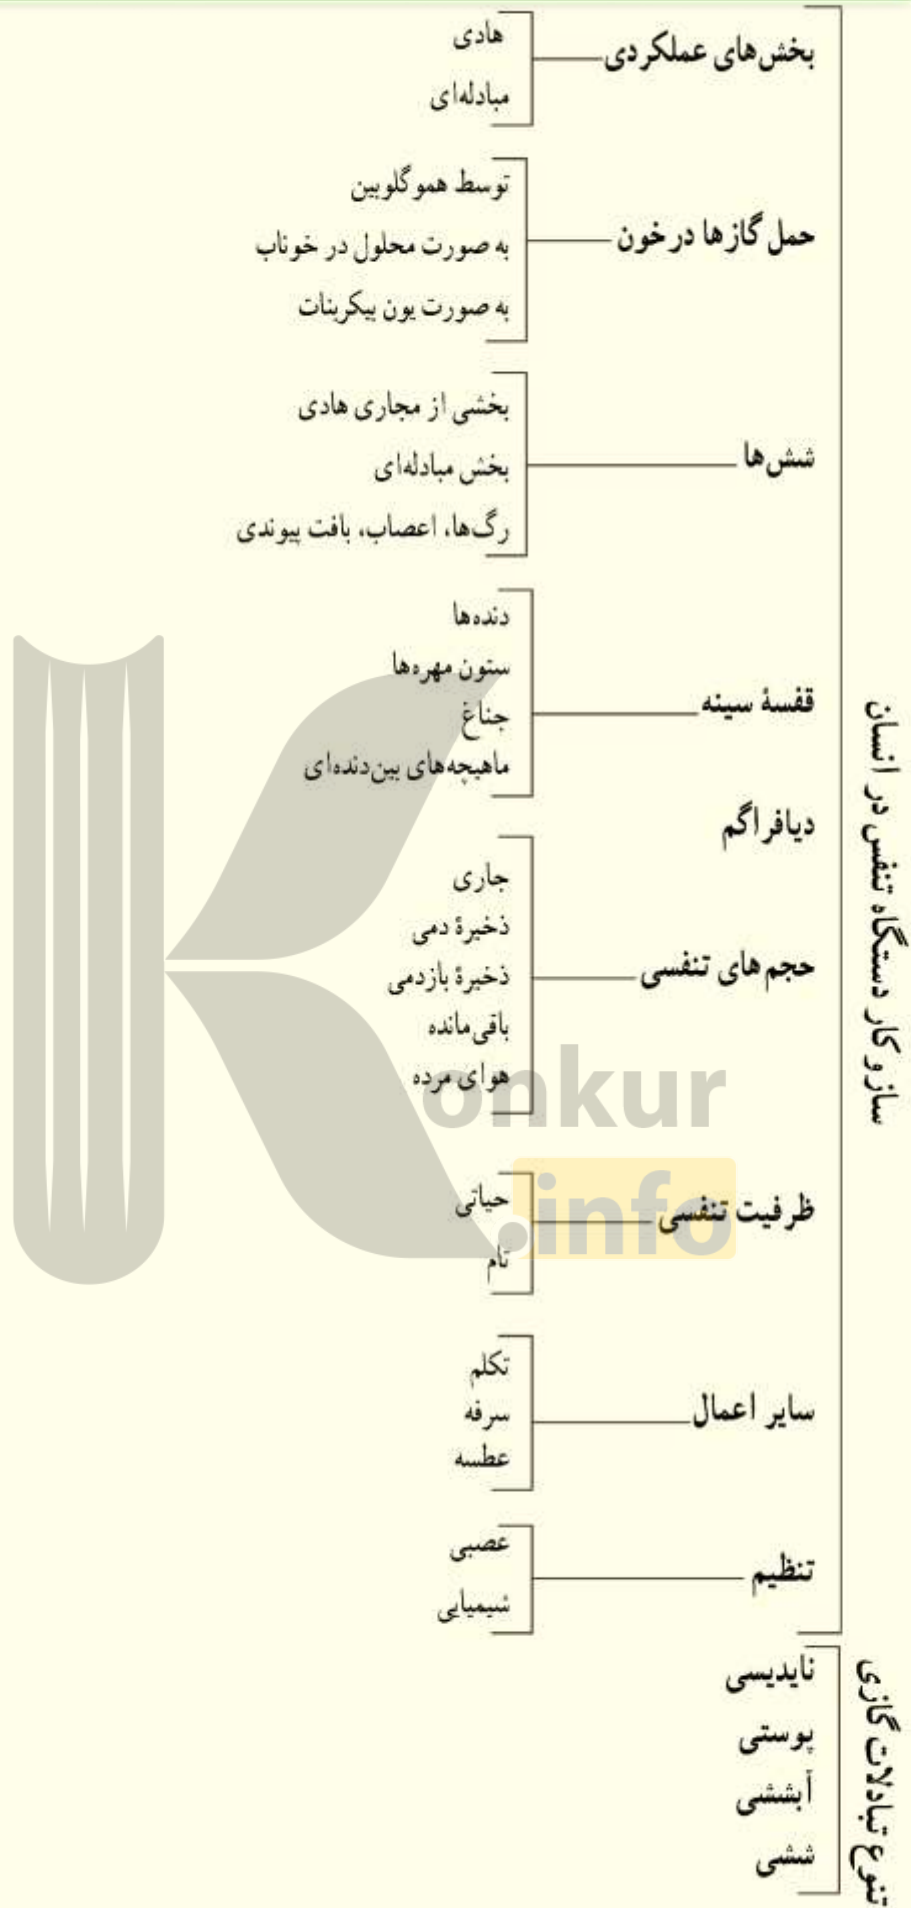 سازوکار دستگاه تنفس در انسان
بخش‌های عملکردی
هادی
مبادله‌ای
حمل گازها در خون
توسط هموگلوبین
به صورت محلول در خوناب
به صورت یون بیکربنات
شش‌ها
بخشی از مجاری هادی
بخش مبادله‌ای
رگ‌ها، اعصاب، بافت پیوندی
قفسهٔ سینه
دنده‌ها
ستون مهره‌ها
جناغ
ماهیچه‌های بین‌دنده‌ای
دیافراگم
حجم‌های تنفسی
جاری
ذخیرهٔ دمی
ذخیرهٔ بازدمی
باقی‌مانده
هوای مرده
ظرفیت تنفسی
حیاتی
تام
سایر اعمال
تکلم
سرفه
عطسه
تنظیم
عصبی
شیمیایی
تنوع تبادلات گازی
نایدیسی
پوستی
آبششی
ششی
Konkur
.info